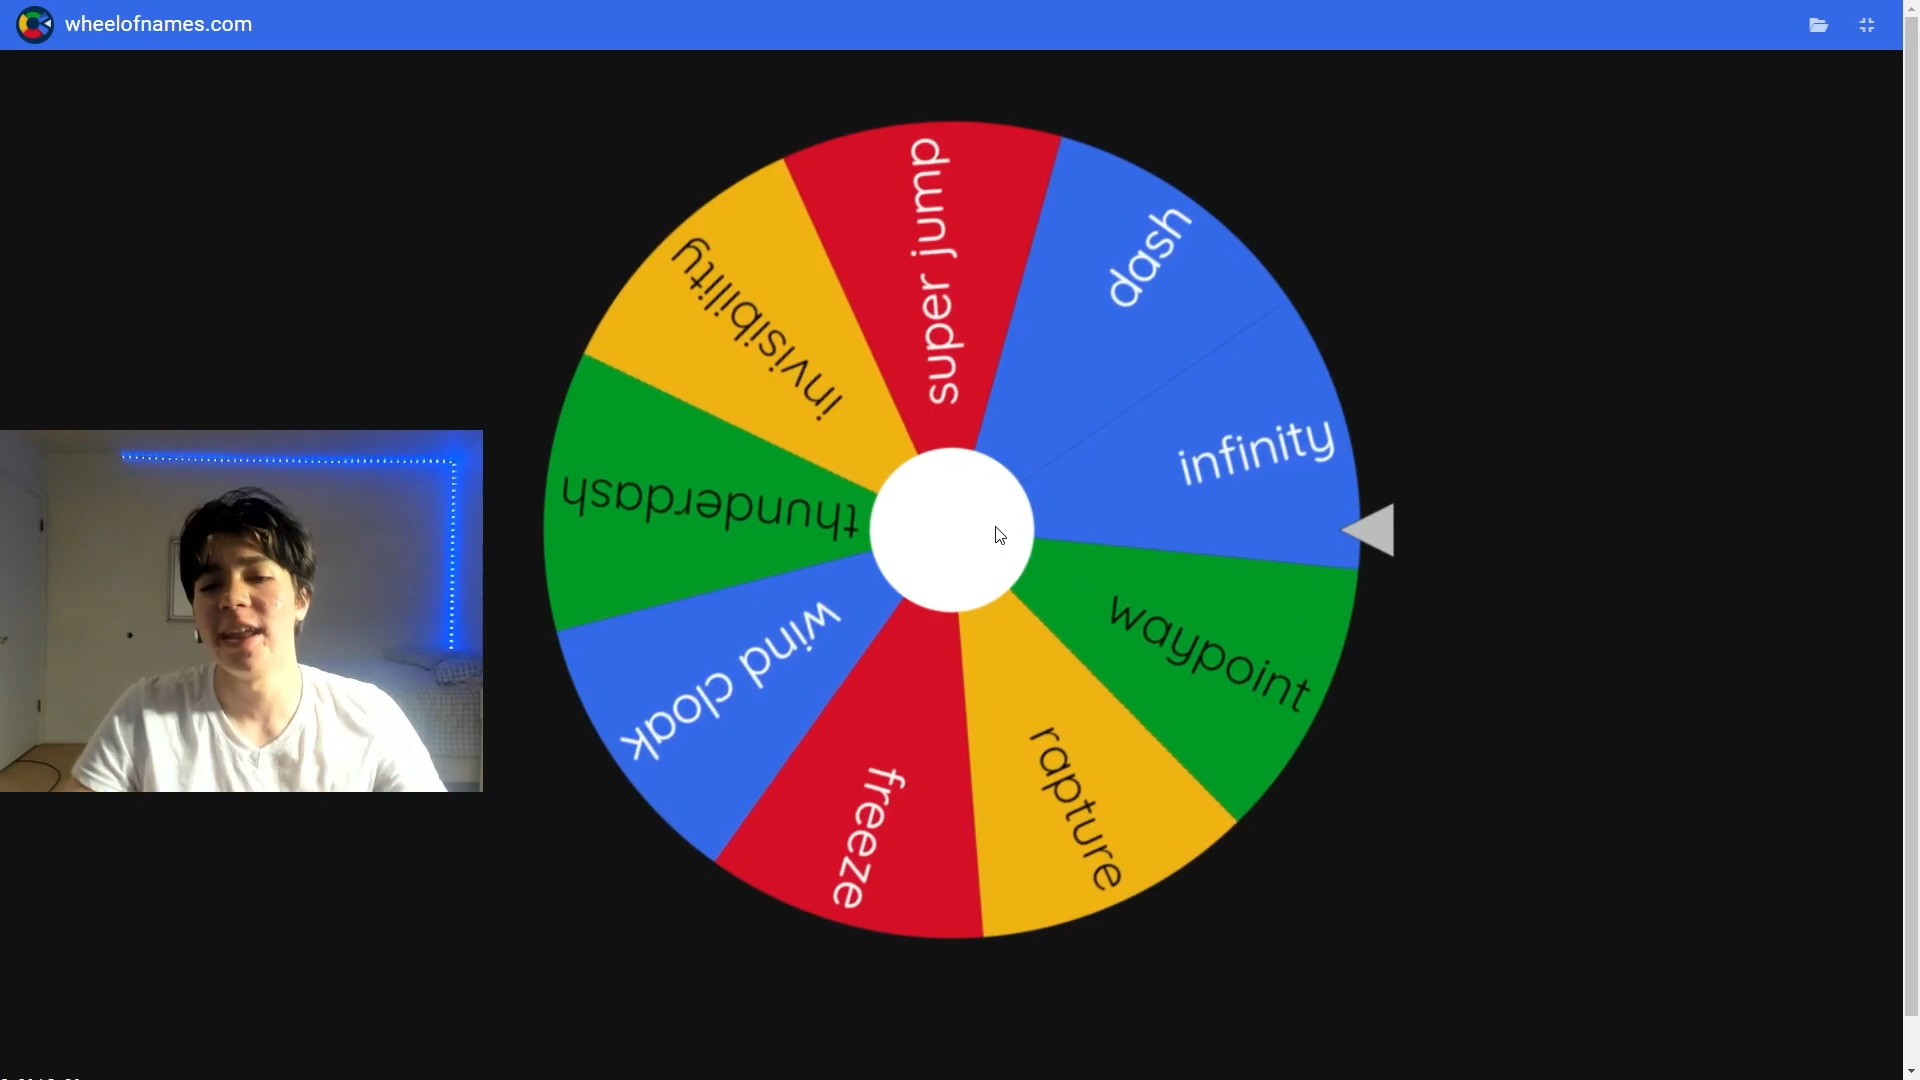 wheelofnames.com
super jump
dash
infinity
waypoint
rapture
freeze
wind cloak
thunderdash
invisibility